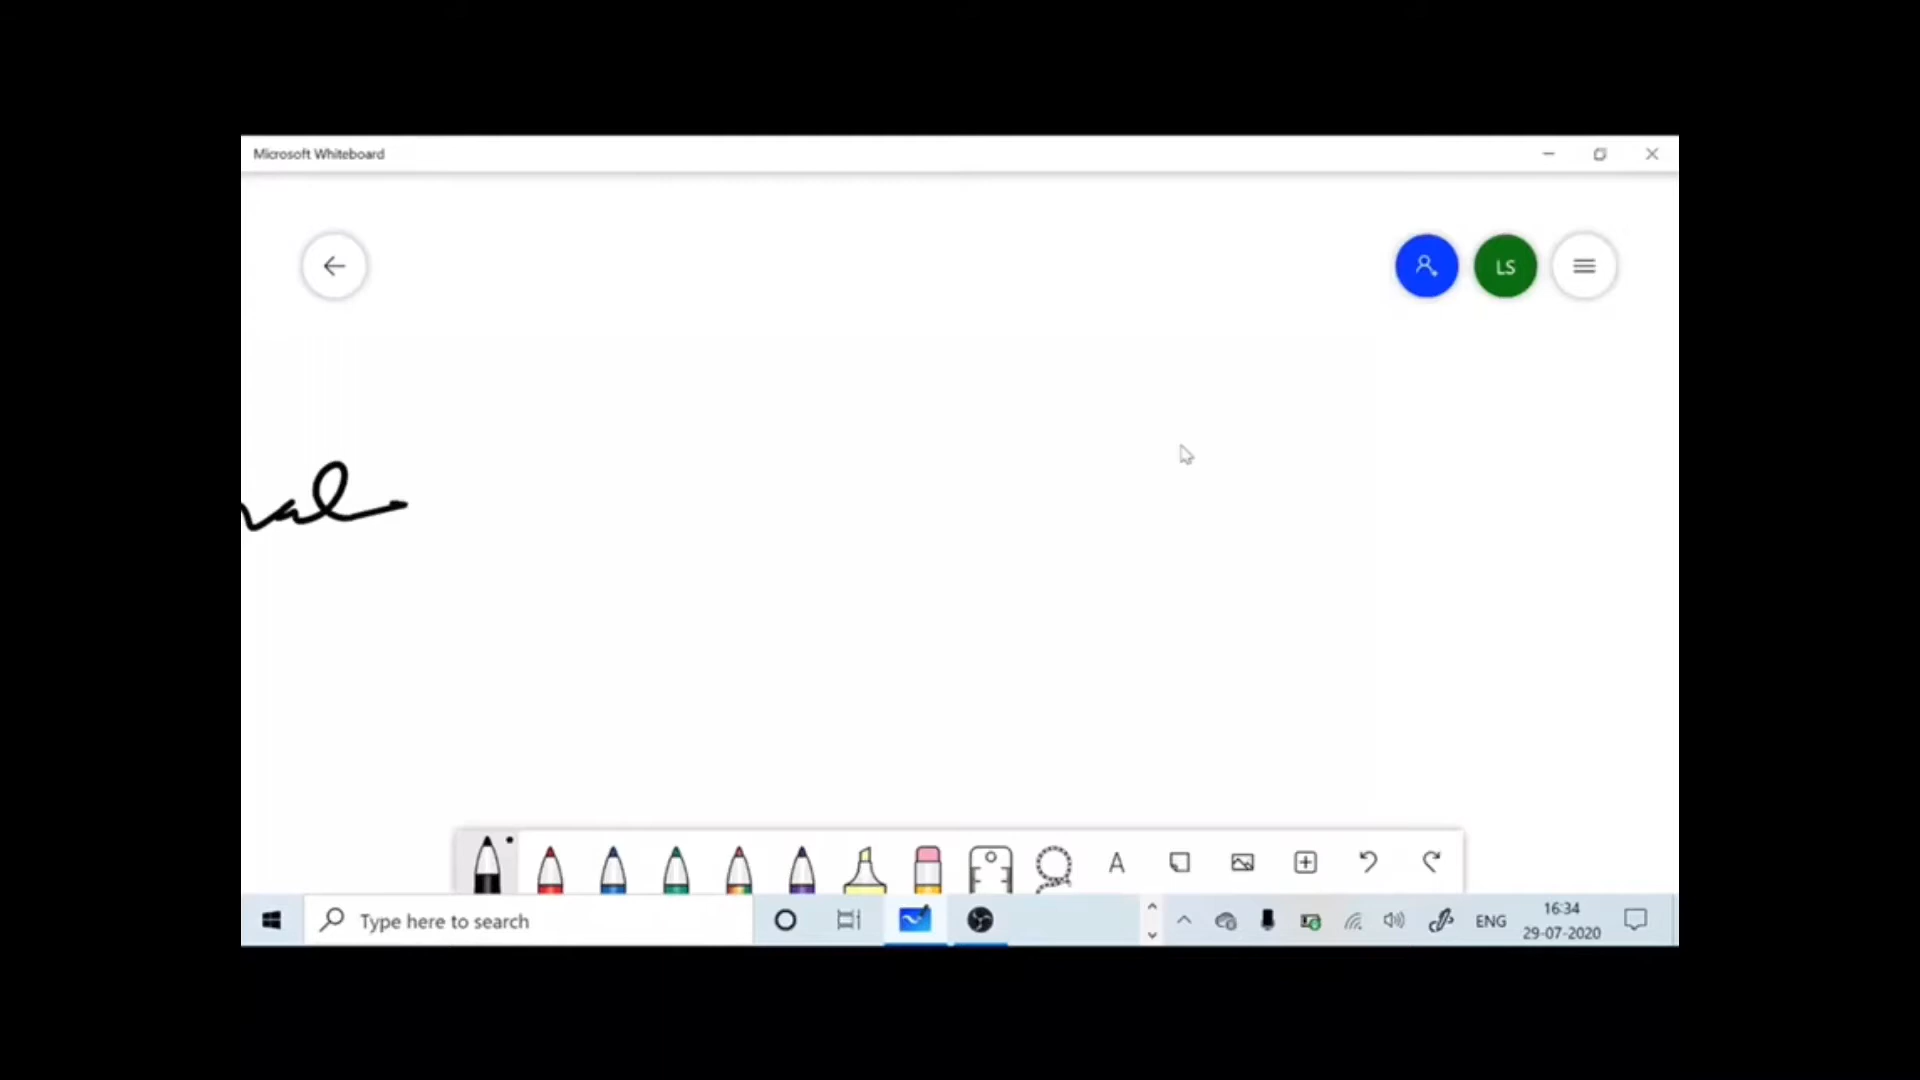 Microsoft Whiteboard
LS
A
Type here to search
ENG
16:34
29-07-2020